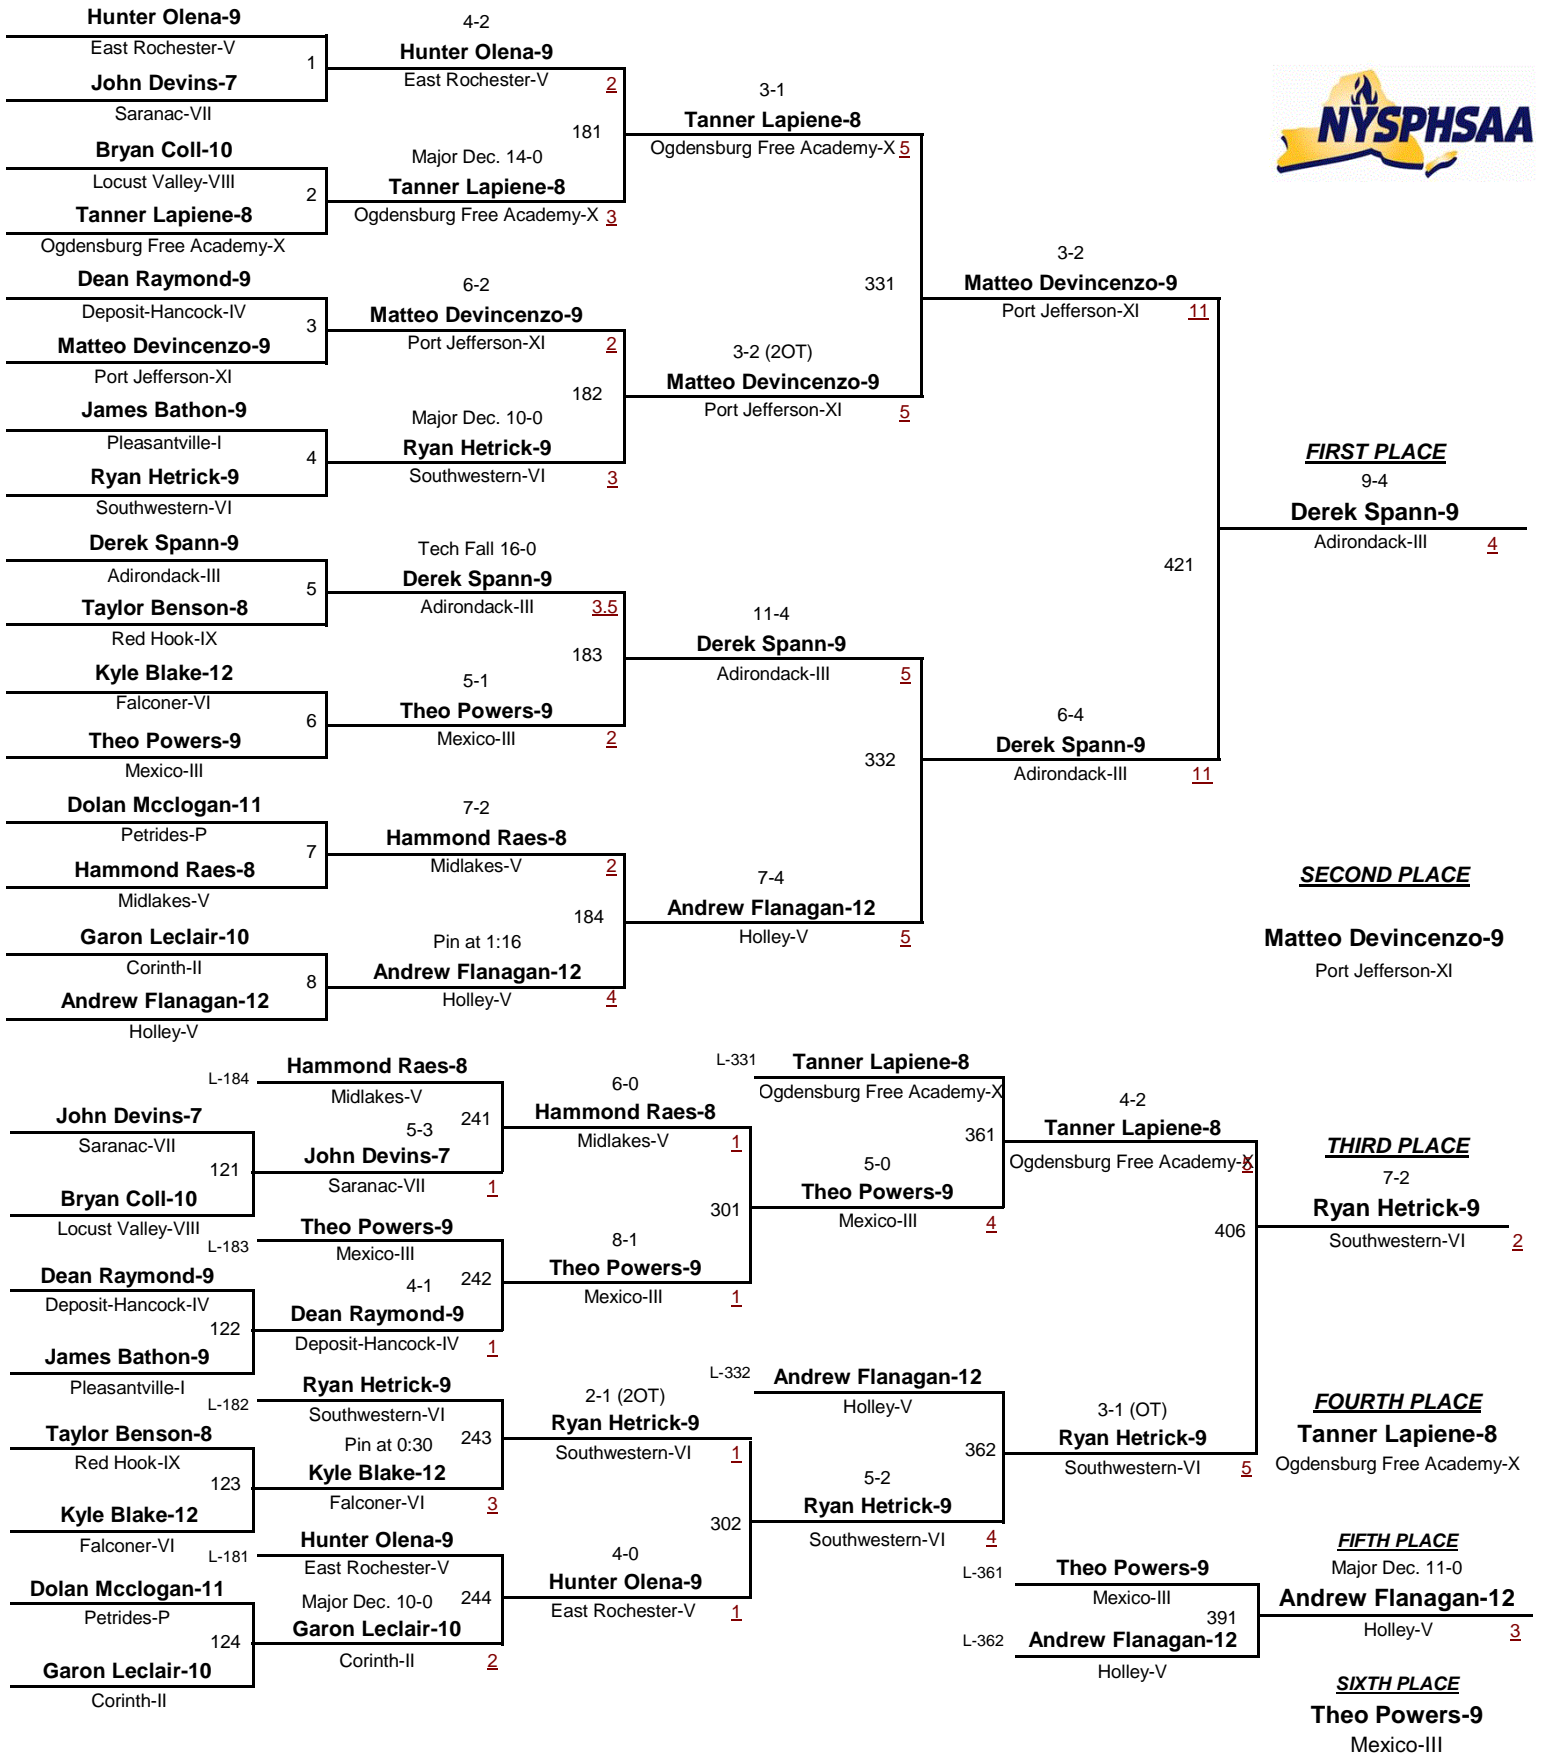 Hunter Olena-9
East Rochester-V
1
John Devins-7
Saranac-VII
Bryan Coll-10
Locust Valley-VIII
2
Tanner Lapiene-8
Ogdensburg Free Academy-X
Dean Raymond-9
Deposit-Hancock-IV
3
Matteo Devincenzo-9
Port Jefferson-XI
James Bathon-9
Pleasantville-I
4
Ryan Hetrick-9
Southwestern-VI
Derek Spann-9
Adirondack-III
5
Taylor Benson-8
Red Hook-IX
Kyle Blake-12
Falconer-VI
6
Theo Powers-9
Mexico-III
Dolan Mcclogan-11
Petrides-P
7
Hammond Raes-8
Midlakes-V
Garon Leclair-10
Corinth-II
8
Andrew Flanagan-12
Holley-V
4-2
Hunter Olena-9
East Rochester-V 2
181
Major Dec. 14-0
Tanner Lapiene-8
Ogdensburg Free Academy-X 3
6-2
Matteo Devincenzo-9
Port Jefferson-XI 2
182
Major Dec. 10-0
Ryan Hetrick-9
Southwestern-VI 3
Tech Fall 16-0
Derek Spann-9
Adirondack-III 3.5
183
5-1
Theo Powers-9
Mexico-III 2
7-2
Hammond Raes-8
Midlakes-V 2
184
Pin at 1:16
Andrew Flanagan-12
Holley-V 4
3-1
Tanner Lapiene-8
Ogdensburg Free Academy-X 5
331
3-2 (2OT)
Matteo Devincenzo-9
Port Jefferson-XI 5
11-4
Derek Spann-9
Adirondack-III 5
332
7-4
Andrew Flanagan-12
Holley-V 5
3-2
Matteo Devincenzo-9
Port Jefferson-XI 11
421
6-4
Derek Spann-9
Adirondack-III 11
NYSPHSAA
FIRST PLACE
9-4
Derek Spann-9
Adirondack-III 4
SECOND PLACE
Matteo Devincenzo-9
Port Jefferson-XI
John Devins-7
Saranac-VII
121
Bryan Coll-10
Locust Valley-VIII
Dean Raymond-9
Deposit-Hancock-IV
122
James Bathon-9
Pleasantville-I
Taylor Benson-8
Red Hook-IX
123
Kyle Blake-12
Falconer-VI
Dolan Mcclogan-11
Petrides-P
124
Garon Leclair-10
Corinth-II
L-184 Hammond Raes-8
Midlakes-V
241
5-3
John Devins-7
Saranac-VII 1
L-183 Theo Powers-9
Mexico-III
242
4-1
Dean Raymond-9
Deposit-Hancock-IV 1
L-182 Ryan Hetrick-9
Southwestern-VI
243
Pin at 0:30
Kyle Blake-12
Falconer-VI 3
L-181 Hunter Olena-9
East Rochester-V
244
Major Dec. 10-0
Garon Leclair-10
Corinth-II 2
6-0
Hammond Raes-8
Midlakes-V 1
301
8-1
Theo Powers-9
Mexico-III 1
2-1 (2OT)
Ryan Hetrick-9
Southwestern-VI 1
302
4-0
Hunter Olena-9
East Rochester-V 1
L-331 Tanner Lapiene-8
Ogdensburg Free Academy-X
361
5-0
Theo Powers-9
Mexico-III 4
L-332 Andrew Flanagan-12
Holley-V
362
5-2
Ryan Hetrick-9
Southwestern-VI 4
4-2
Tanner Lapiene-8
Ogdensburg Free Academy-X 5
406
3-1 (OT)
Ryan Hetrick-9
Southwestern-VI 5
L-361 Theo Powers-9
Mexico-III
391
L-362 Andrew Flanagan-12
Holley-V
THIRD PLACE
7-2
Ryan Hetrick-9
Southwestern-VI 2
FOURTH PLACE
Tanner Lapiene-8
Ogdensburg Free Academy-X
FIFTH PLACE
Major Dec. 11-0
Andrew Flanagan-12
Holley-V 3
SIXTH PLACE
Theo Powers-9
Mexico-III